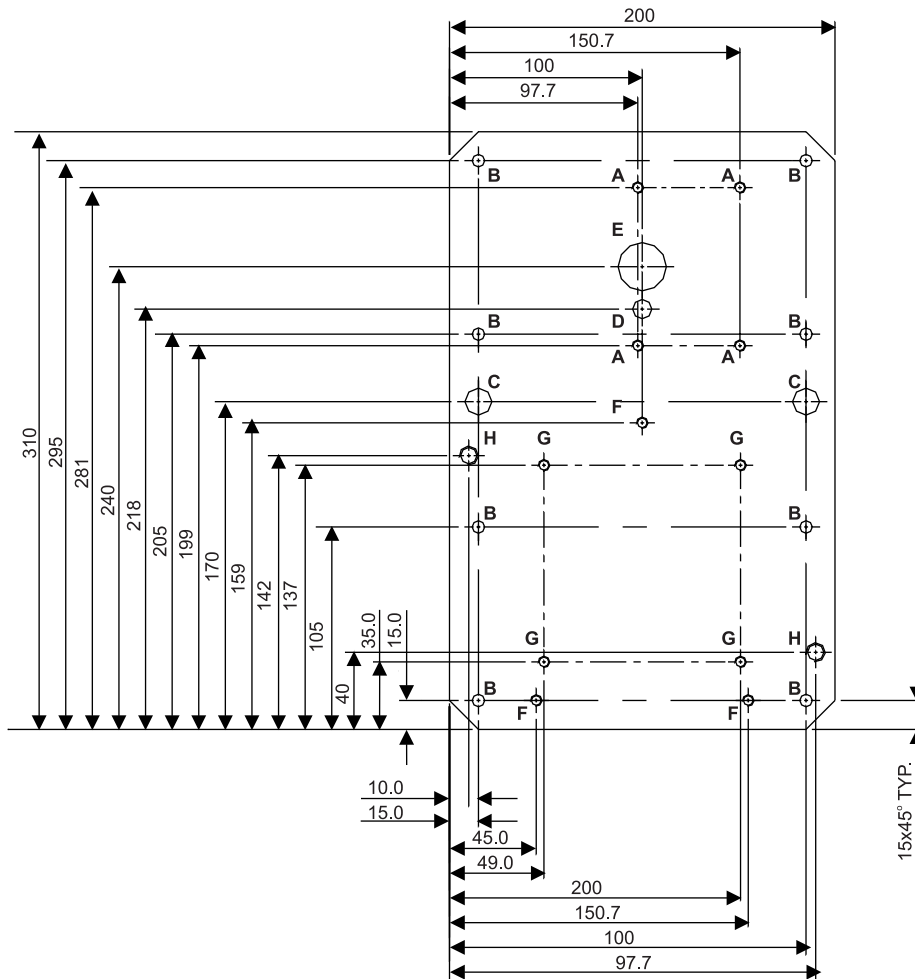 200
150.7
100
97.7
B
A
A
B
E
D
B
B
A
A
C
C
F
H
G
G
B
B
G
G
H
B
F
F
B
310
295
281
240
218
205
199
170
159
142
137
105
40
35.0
15.0
10.0
15.0
45.0
49.0
200
150.7
100
97.7
15x45° TYP.